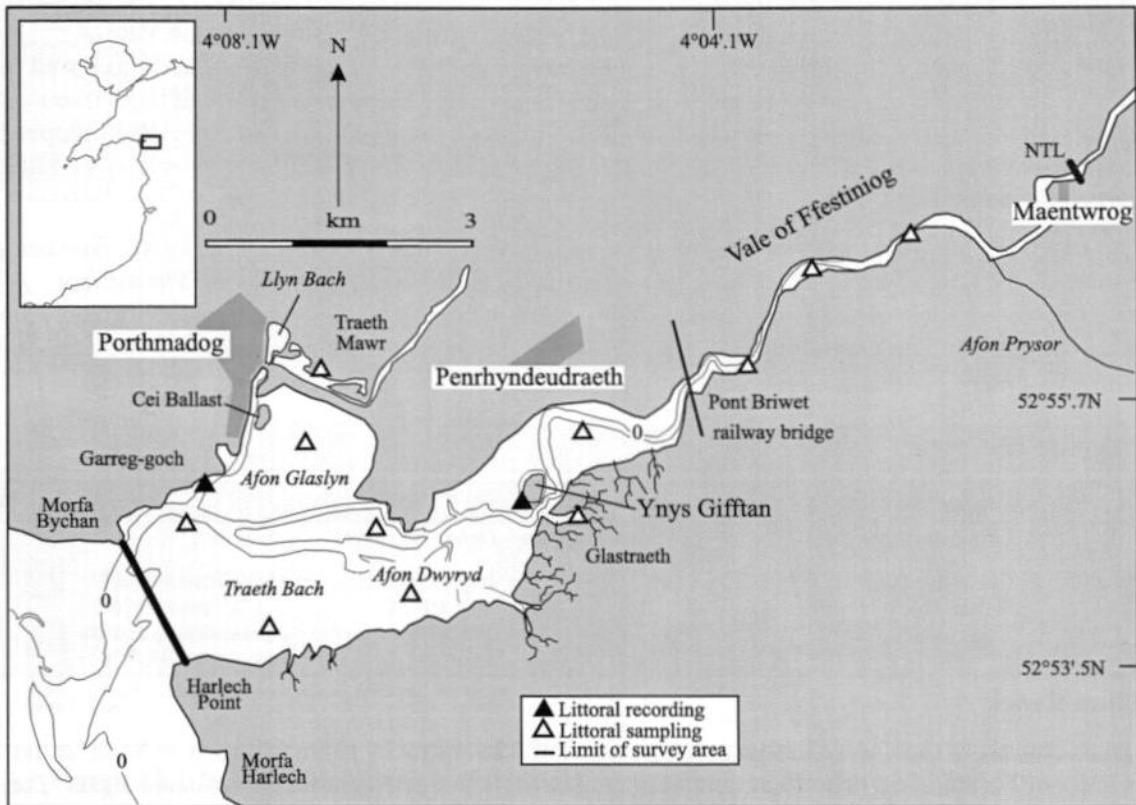 4°08'.1W
4°04'.1W
N
0
km
3
NTL
Maentwrog
Vale of Ffestiniog
Llyn Bach
Traeth
Mawr
Porthmadog
Afon Prysor
Penrhyndeudraeth
Cei Ballast
Pont Briwet
52°55'.7N
railway bridge
0
Garreg-goch
Afon Glaslyn
Morfa
Bychan
Ynys Gifftan
Glastraeth
Afon Dwyryd
Traeth Bach
0
52°53'.5N
Harlech
Point
Littoral recording
Littoral sampling
Limit of survey area
0
Morfa
Harlech